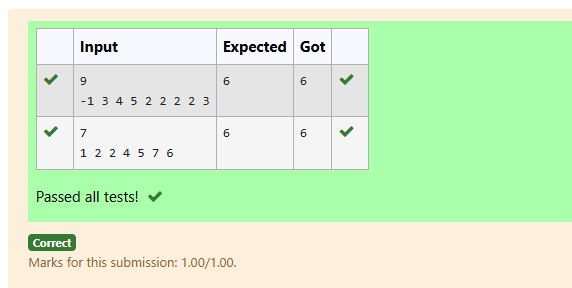 Input Expected Got
9 6 6
-1 3 4 5 2 2 2 2 3
7 6 6
1 2 2 4 5 7 6
Passed all tests!
Correct
Marks for this submission: 1.00/1.00.